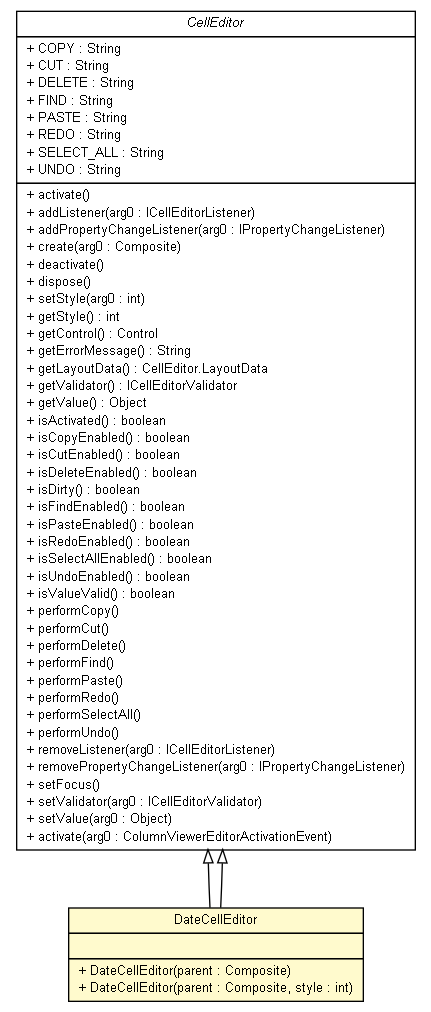 CellEditor
+ COPY : String
+ CUT : String
+ DELETE : String
+ FIND : String
+ PASTE : String
+ REDO : String
+ SELECT_ALL : String
+ UNDO : String
+ activate()
+ addListener(arg0 : ICellEditorListener)
+ addPropertyChangeListener(arg0 : IPropertyChangeListener)
+ create(arg0 : Composite)
+ deactivate()
+ dispose()
+ setStyle(arg0 : int)
+ getStyle() : int
+ getControl() : Control
+ getErrorMessage() : String
+ getLayoutData() : CellEditor.LayoutData
+ getValidator() : ICellEditorValidator
+ getValue() : Object
+ isActivated() : boolean
+ isCopyEnabled() : boolean
+ isCutEnabled() : boolean
+ isDeleteEnabled() : boolean
+ isDirty() : boolean
+ isFindEnabled() : boolean
+ isPasteEnabled() : boolean
+ isRedoEnabled() : boolean
+ isSelectAllEnabled() : boolean
+ isUndoEnabled() : boolean
+ isValueValid() : boolean
+ performCopy()
+ performCut()
+ performDelete()
+ performFind()
+ performPaste()
+ performRedo()
+ performSelectAll()
+ performUndo()
+ removeListener(arg0 : ICellEditorListener)
+ removePropertyChangeListener(arg0 : IPropertyChangeListener)
+ setFocus()
+ setValidator(arg0 : ICellEditorValidator)
+ setValue(arg0 : Object)
+ activate(arg0 : ColumnViewerEditorActivationEvent)
DateCellEditor
+ DateCellEditor(parent : Composite)
+ DateCellEditor(parent : Composite, style : int)